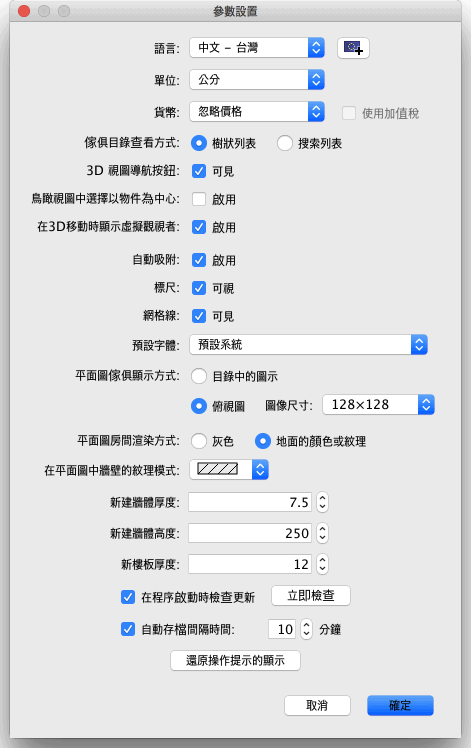 參數設置
語言: 中文 – 台灣
單位: 公分
貨幣: 忽略價格 使用加值稅
傢俱目錄查看方式: 樹狀列表 搜索列表
3D 視圖導航按鈕: 可見
鳥瞰視圖中選擇以物件為中心: 啟用
在3D移動時顯示虛擬觀視者: 啟用
自動吸附: 啟用
標尺: 可視
網格線: 可見
預設字體: 預設系統
平面圖傢俱顯示方式: 目錄中的圖示
俯視圖 圖像尺寸: 128×128
平面圖房間渲染方式: 灰色 地面的顏色或紋理
在平面圖中牆壁的紋理模式:
新建牆體厚度: 7.5
新建牆體高度: 250
新樓板厚度: 12
在程序啟動時檢查更新 立即檢查
自動存檔間隔時間: 10 分鐘
還原操作提示的顯示
取消 確定